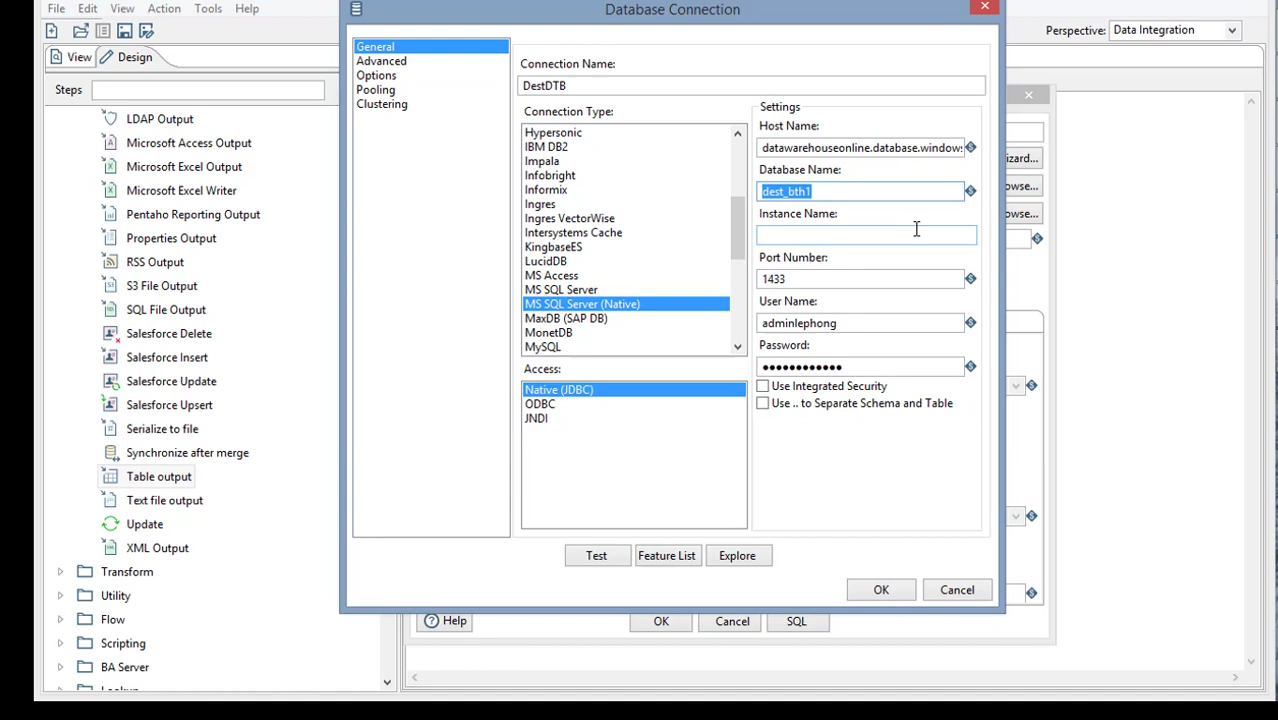 File Edit View Action Tools Help
Database Connection
Perspective: Data Integration
View Design
Steps
LDAP Output
Microsoft Access Output
Microsoft Excel Output
Microsoft Excel Writer
Pentaho Reporting Output
Properties Output
RSS Output
S3 File Output
SQL File Output
Salesforce Delete
Salesforce Insert
Salesforce Update
Salesforce Upsert
Serialize to file
Synchronize after merge
Table output
Text file output
Update
XML Output
Transform
Utility
Flow
Scripting
BA Server
General
Advanced
Options
Pooling
Clustering
Connection Name:
DestDTB
Connection Type:
Hypersonic
IBM DB2
Impala
Infobright
Informix
Ingres
Ingres VectorWise
Intersystems Cache
KingbaseES
LucidDB
MS Access
MS SQL Server
MS SQL Server (Native)
MaxDB (SAP DB)
MonetDB
MySQL
Access:
Native (JDBC)
ODBC
JNDI
Settings
Host Name:
datawarehouseonline.database.windows
Database Name:
dest_bth1
Instance Name:
Port Number:
1433
User Name:
adminlephong
Password:
●●●●●●●●●●●●
Use Integrated Security
Use .. to Separate Schema and Table
Test Feature List Explore
OK Cancel
Help OK Cancel SQL
izard...
owse...
owse...